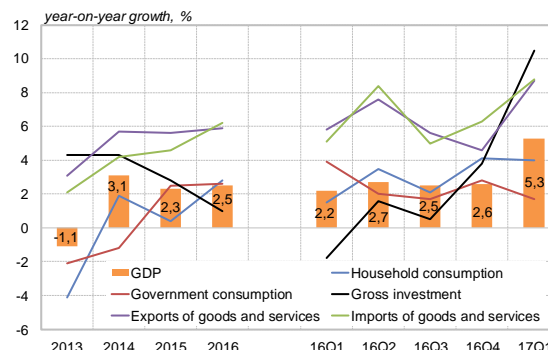 year-on-year growth, %
12
10
8
6
4
2
0
-2
-4
-6
-1,1
3,1
2,3
2,5
2,2
2,7
2,5
2,6
5,3
GDP
Household consumption
Government consumption
Gross investment
Exports of goods and services
Imports of goods and services
2013 2014 2015 2016 16Q1 16Q2 16Q3 16Q4 17Q1